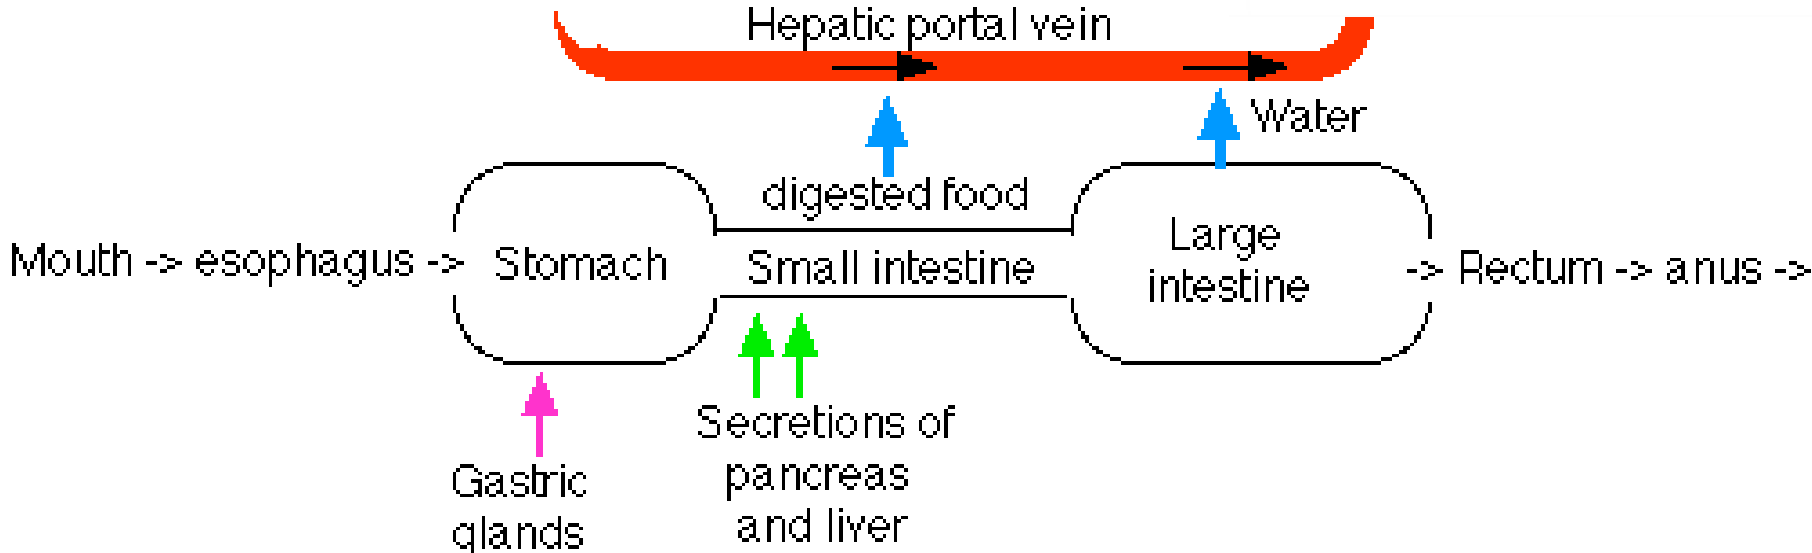 Hepatic portal vein
Water
digested food
Mouth -> esophagus -> Stomach Small intestine Large intestine -> Rectum -> anus ->
Secretions of
pancreas
and liver
Gastric
glands